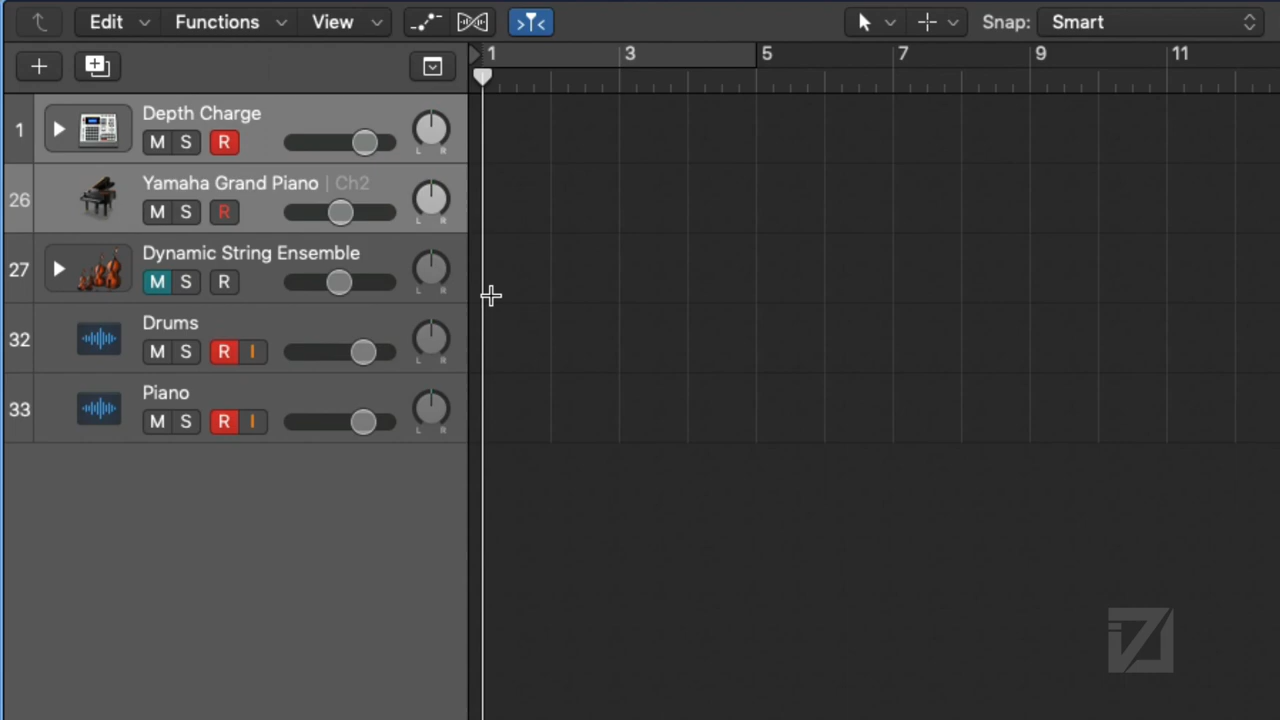 Edit Functions View Snap: Smart
1 3 5 7 9 11
1 Depth Charge
M S R L R
26 Yamaha Grand Piano | Ch2
M S R L R
27 Dynamic String Ensemble
M S R L R
32 Drums
M S R I L R
33 Piano
M S R I L R